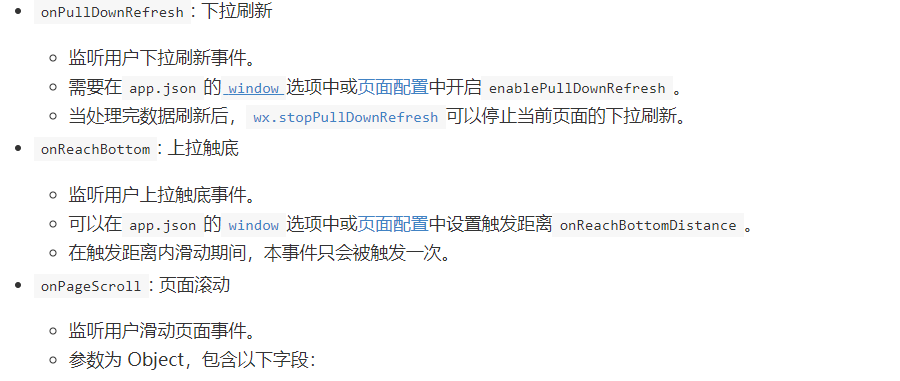 onPullDownRefresh：下拉刷新
监听用户下拉刷新事件。
需要在 app.json 的 window 选项中或页面配置中开启 enablePullDownRefresh 。
当处理完数据刷新后， wx.stopPullDownRefresh 可以停止当前页面的下拉刷新。
onReachBottom：上拉触底
监听用户上拉触底事件。
可以在 app.json 的 window 选项中或页面配置中设置触发距离 onReachBottomDistance 。
在触发距离内滑动期间，本事件只会被触发一次。
onPageScroll：页面滚动
监听用户滑动页面事件。
参数为 Object，包含以下字段：